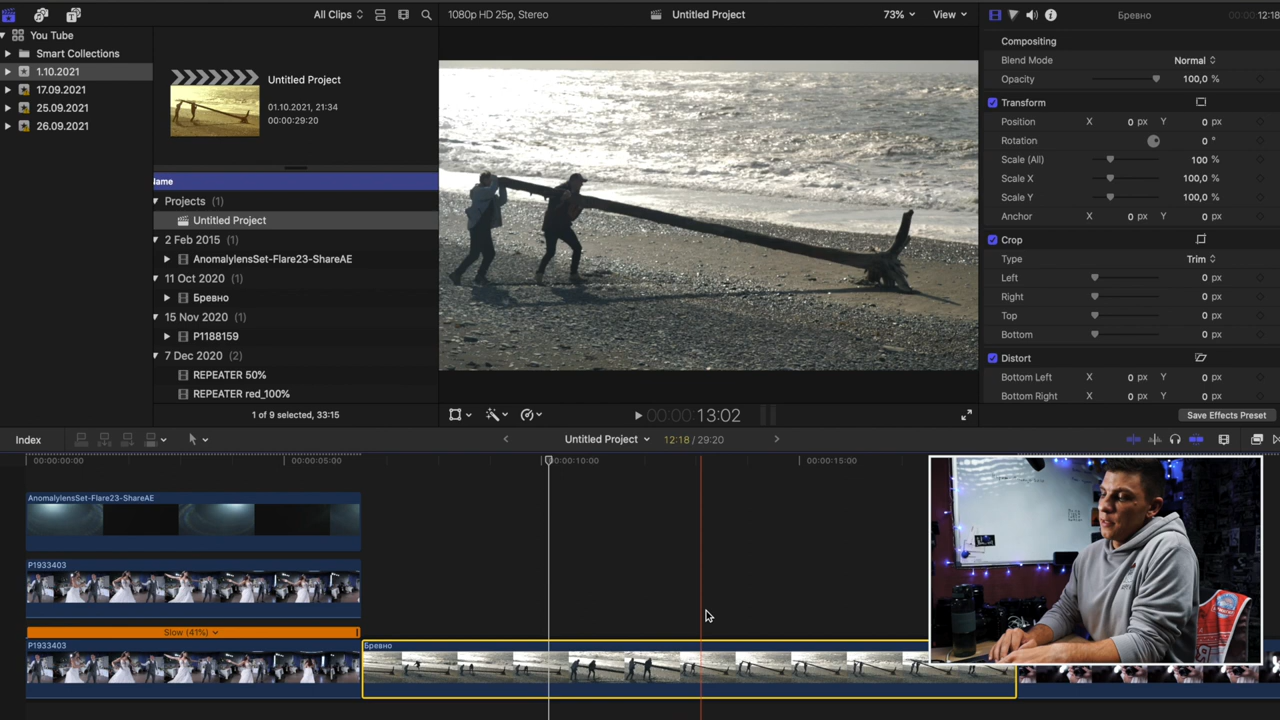 All Clips
1080p HD 25p, Stereo
Untitled Project
73%
View
Бревно
00:00 12:18
You Tube
Smart Collections
1.10.2021
17.09.2021
25.09.2021
26.09.2021
Untitled Project
01.10.2021, 21:34
00:00:29:20
Name
Projects (1)
Untitled Project
2 Feb 2015 (1)
AnomalylensSet-Flare23-ShareAE
11 Oct 2020 (1)
Бревно
15 Nov 2020 (1)
P1188159
7 Dec 2020 (2)
REPEATER 50%
REPEATER red_100%
1 of 9 selected, 33:15
00:00:13:02
Compositing
Blend Mode Normal
Opacity 100,0 %
Transform
Position X 0 px Y 0 px
Rotation 0 °
Scale (All) 100 %
Scale X 100,0 %
Scale Y 100,0 %
Anchor X 0 px Y 0 px
Crop
Type Trim
Left 0 px
Right 0 px
Top 0 px
Bottom 0 px
Distort
Bottom Left X 0 px Y 0 px
Bottom Right X 0 px Y 0 px
Save Effects Preset
Index
Untitled Project
12:18 / 29:20
00:00:00:00
00:00:05:00
00:00:10:00
00:00:15:00
AnomalylensSet-Flare23-ShareAE
P1933403
Slow (41%)
P1933403
Бревно